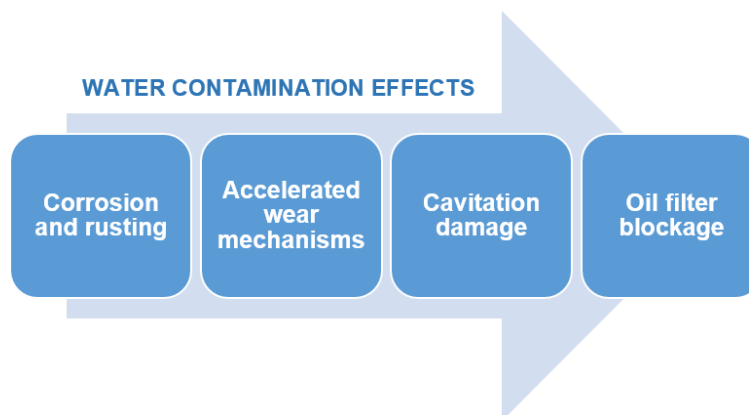 WATER CONTAMINATION EFFECTS
Corrosion
and rusting
Accelerated
wear
mechanisms
Cavitation
damage
Oil filter
blockage